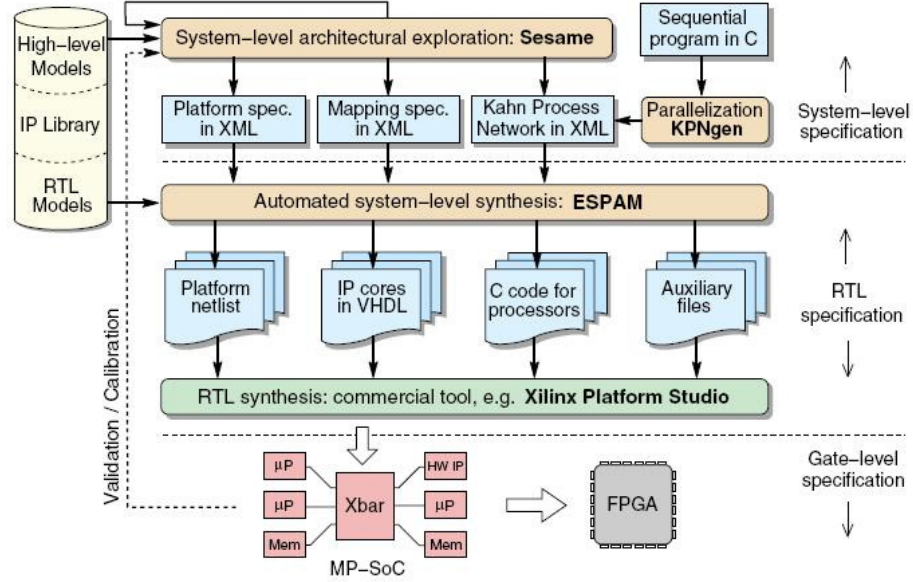 High-level
Models
IP Library
RTL
Models
System-level architectural exploration: Sesame
Sequential
program in C
Platform spec.
in XML
Mapping spec.
in XML
Kahn Process
Network in XML
Parallelization
KPNgen
System-level
specification
Automated system-level synthesis: ESPAM
Platform
netlist
IP cores
in VHDL
C code for
processors
Auxiliary
files
RTL
specification
RTL synthesis: commercial tool, e.g. Xilinx Platform Studio
Validation / Calibration
µP
µP
Mem
Xbar
HW IP
µP
Mem
MP-SoC
FPGA
Gate-level
specification